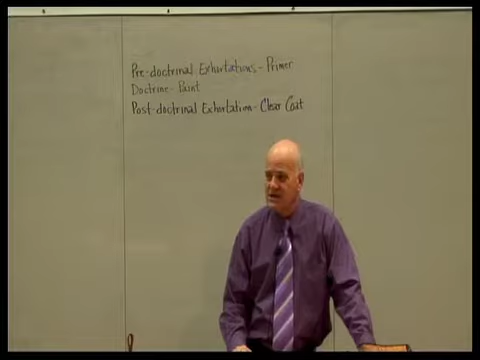 Pre-doctrinal Exhortations - Primer
Doctrine - Paint
Post-doctrinal Exhortation - Clear Coat